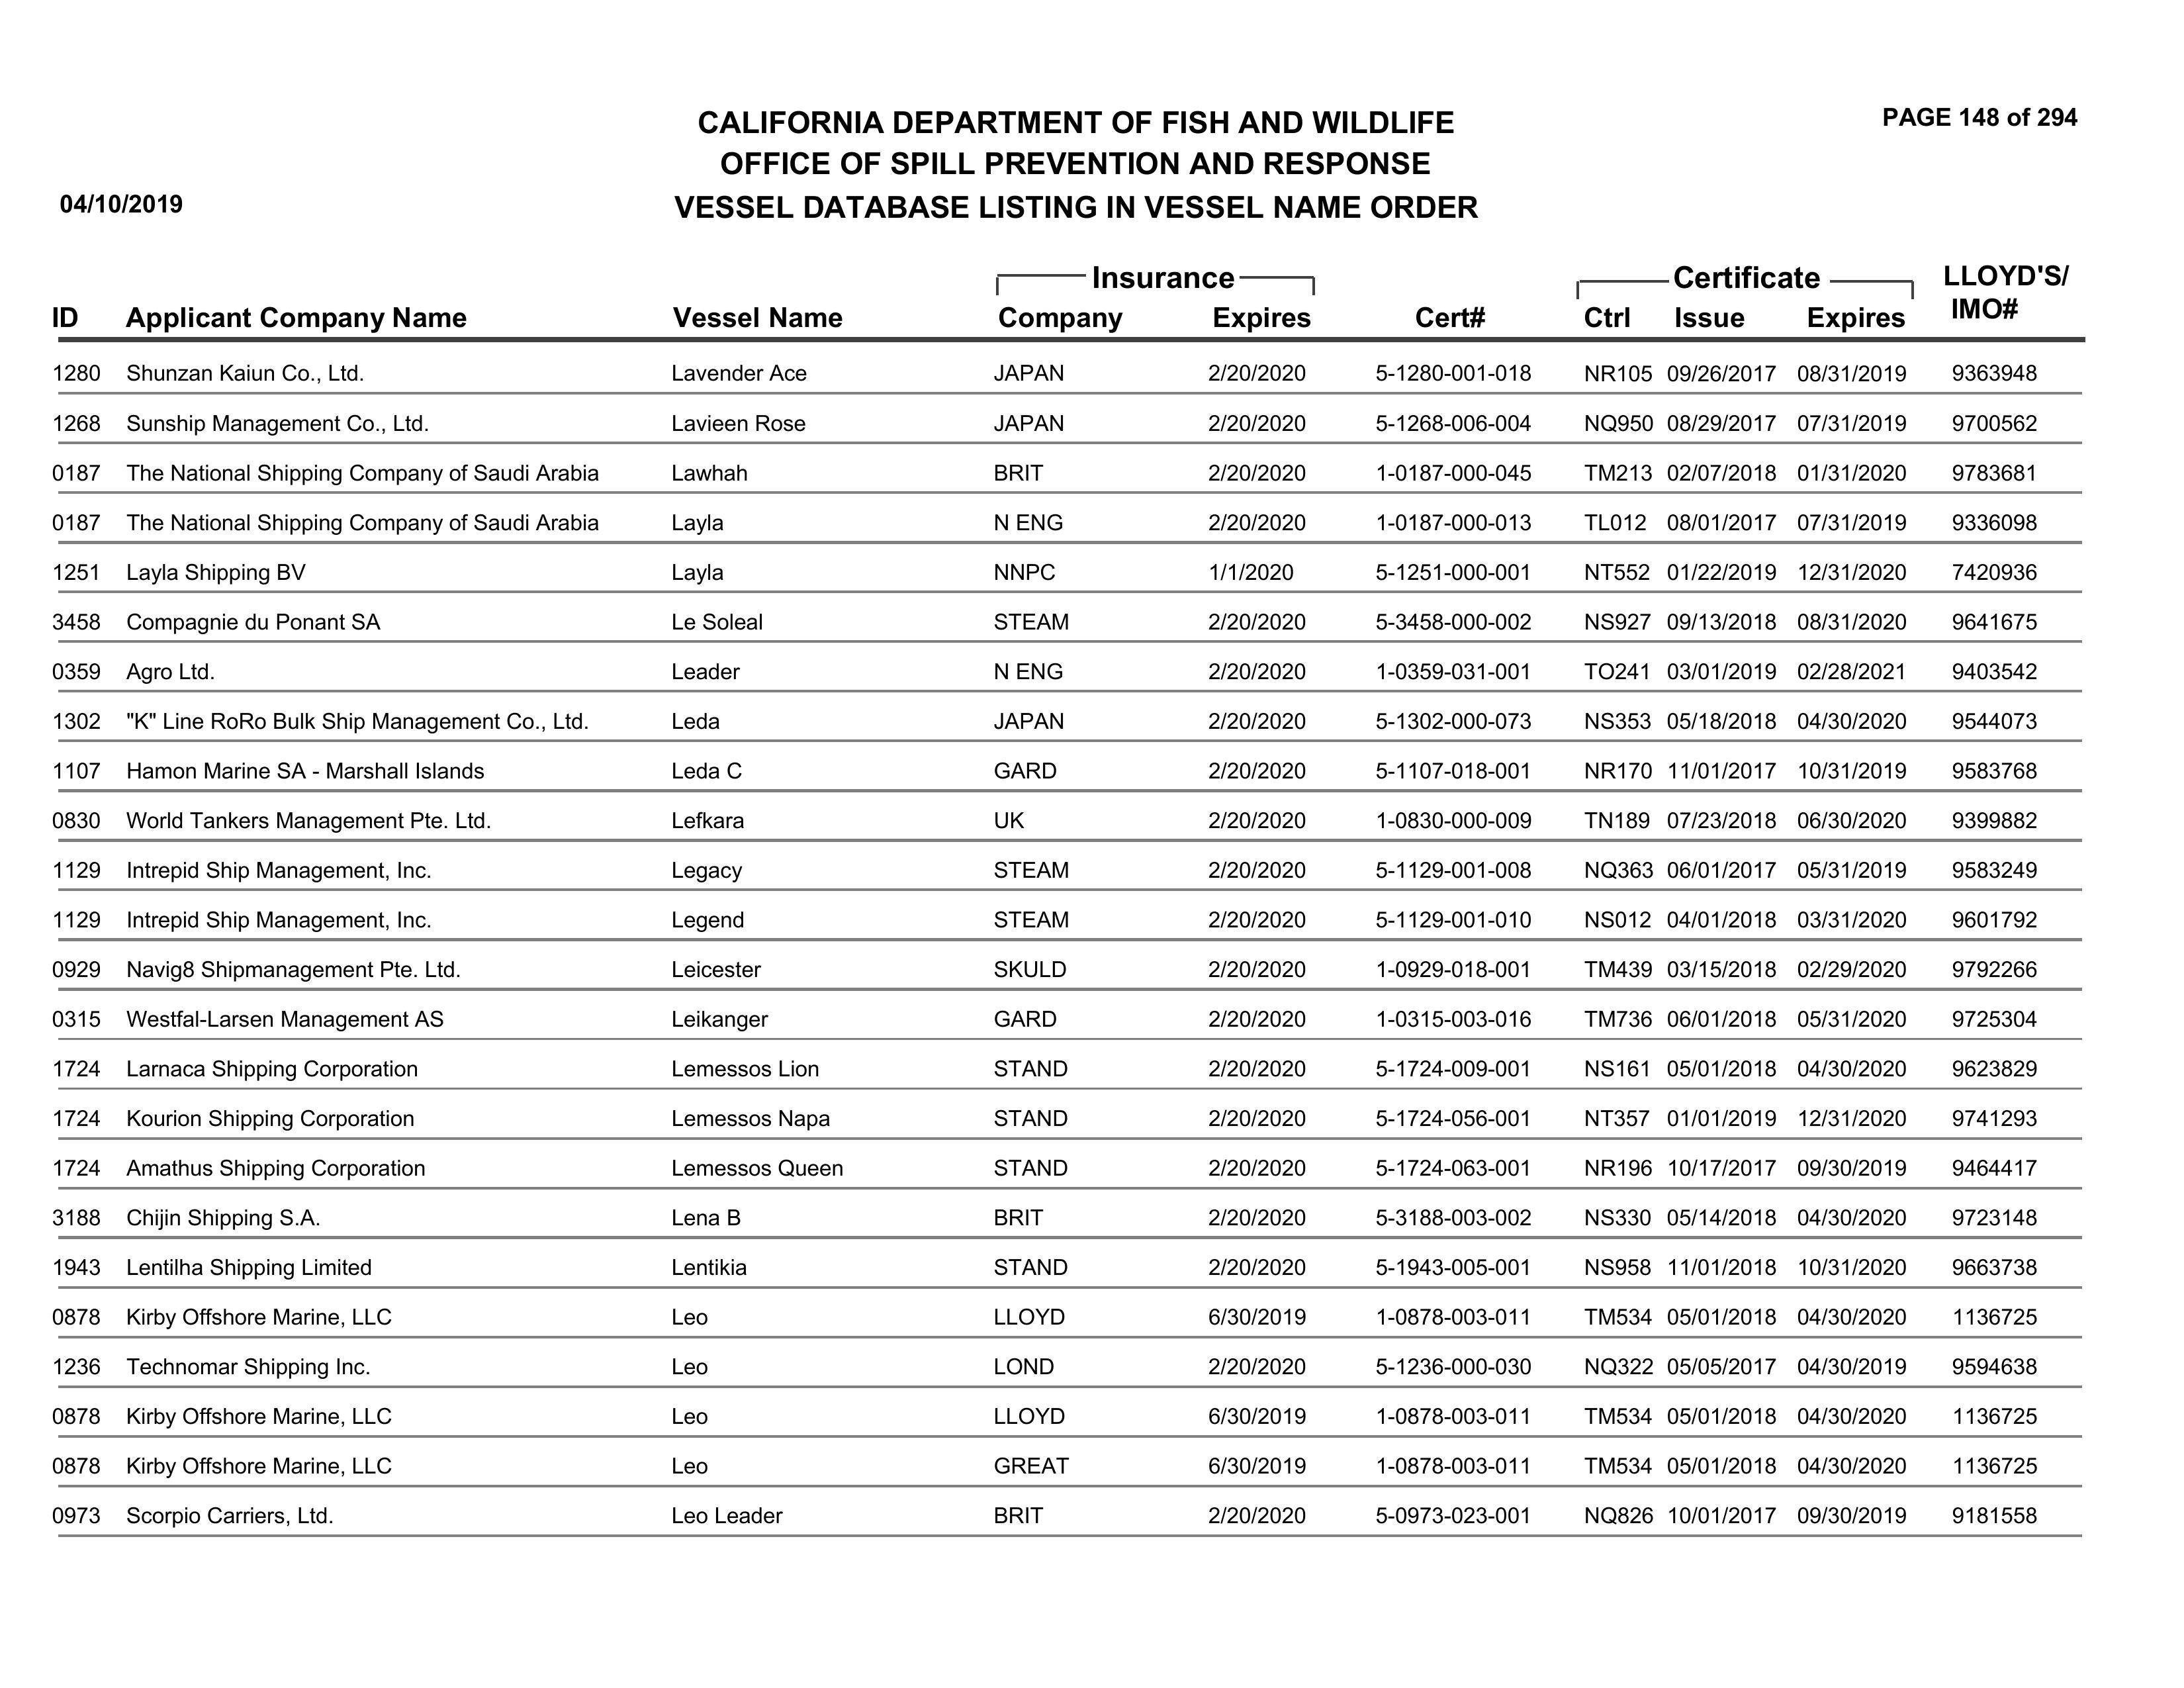 PAGE 148 of 294
CALIFORNIA DEPARTMENT OF FISH AND WILDLIFE
OFFICE OF SPILL PREVENTION AND RESPONSE
04/10/2019 VESSEL DATABASE LISTING IN VESSEL NAME ORDER
Insurance Certificate LLOYD'S/
ID Applicant Company Name Vessel Name Company Expires Cert# Ctrl Issue Expires IMO#
1280 Shunzan Kaiun Co., Ltd. Lavender Ace JAPAN 2/20/2020 5-1280-001-018 NR105 09/26/2017 08/31/2019 9363948
1268 Sunship Management Co., Ltd. Lavieen Rose JAPAN 2/20/2020 5-1268-006-004 NQ950 08/29/2017 07/31/2019 9700562
0187 The National Shipping Company of Saudi Arabia Lawhah BRIT 2/20/2020 1-0187-000-045 TM213 02/07/2018 01/31/2020 9783681
0187 The National Shipping Company of Saudi Arabia Layla N ENG 2/20/2020 1-0187-000-013 TL012 08/01/2017 07/31/2019 9336098
1251 Layla Shipping BV Layla NNPC 1/1/2020 5-1251-000-001 NT552 01/22/2019 12/31/2020 7420936
3458 Compagnie du Ponant SA Le Soleal STEAM 2/20/2020 5-3458-000-002 NS927 09/13/2018 08/31/2020 9641675
0359 Agro Ltd. Leader N ENG 2/20/2020 1-0359-031-001 TO241 03/01/2019 02/28/2021 9403542
1302 "K" Line RoRo Bulk Ship Management Co., Ltd. Leda JAPAN 2/20/2020 5-1302-000-073 NS353 05/18/2018 04/30/2020 9544073
1107 Hamon Marine SA - Marshall Islands Leda C GARD 2/20/2020 5-1107-018-001 NR170 11/01/2017 10/31/2019 9583768
0830 World Tankers Management Pte. Ltd. Lefkara UK 2/20/2020 1-0830-000-009 TN189 07/23/2018 06/30/2020 9399882
1129 Intrepid Ship Management, Inc. Legacy STEAM 2/20/2020 5-1129-001-008 NQ363 06/01/2017 05/31/2019 9583249
1129 Intrepid Ship Management, Inc. Legend STEAM 2/20/2020 5-1129-001-010 NS012 04/01/2018 03/31/2020 9601792
0929 Navig8 Shipmanagement Pte. Ltd. Leicester SKULD 2/20/2020 1-0929-018-001 TM439 03/15/2018 02/29/2020 9792266
0315 Westfal-Larsen Management AS Leikanger GARD 2/20/2020 1-0315-003-016 TM736 06/01/2018 05/31/2020 9725304
1724 Larnaca Shipping Corporation Lemessos Lion STAND 2/20/2020 5-1724-009-001 NS161 05/01/2018 04/30/2020 9623829
1724 Kourion Shipping Corporation Lemessos Napa STAND 2/20/2020 5-1724-056-001 NT357 01/01/2019 12/31/2020 9741293
1724 Amathus Shipping Corporation Lemessos Queen STAND 2/20/2020 5-1724-063-001 NR196 10/17/2017 09/30/2019 9464417
3188 Chijin Shipping S.A. Lena B BRIT 2/20/2020 5-3188-003-002 NS330 05/14/2018 04/30/2020 9723148
1943 Lentilha Shipping Limited Lentikia STAND 2/20/2020 5-1943-005-001 NS958 11/01/2018 10/31/2020 9663738
0878 Kirby Offshore Marine, LLC Leo LLOYD 6/30/2019 1-0878-003-011 TM534 05/01/2018 04/30/2020 1136725
1236 Technomar Shipping Inc. Leo LOND 2/20/2020 5-1236-000-030 NQ322 05/05/2017 04/30/2019 9594638
0878 Kirby Offshore Marine, LLC Leo LLOYD 6/30/2019 1-0878-003-011 TM534 05/01/2018 04/30/2020 1136725
0878 Kirby Offshore Marine, LLC Leo GREAT 6/30/2019 1-0878-003-011 TM534 05/01/2018 04/30/2020 1136725
0973 Scorpio Carriers, Ltd. Leo Leader BRIT 2/20/2020 5-0973-023-001 NQ826 10/01/2017 09/30/2019 9181558